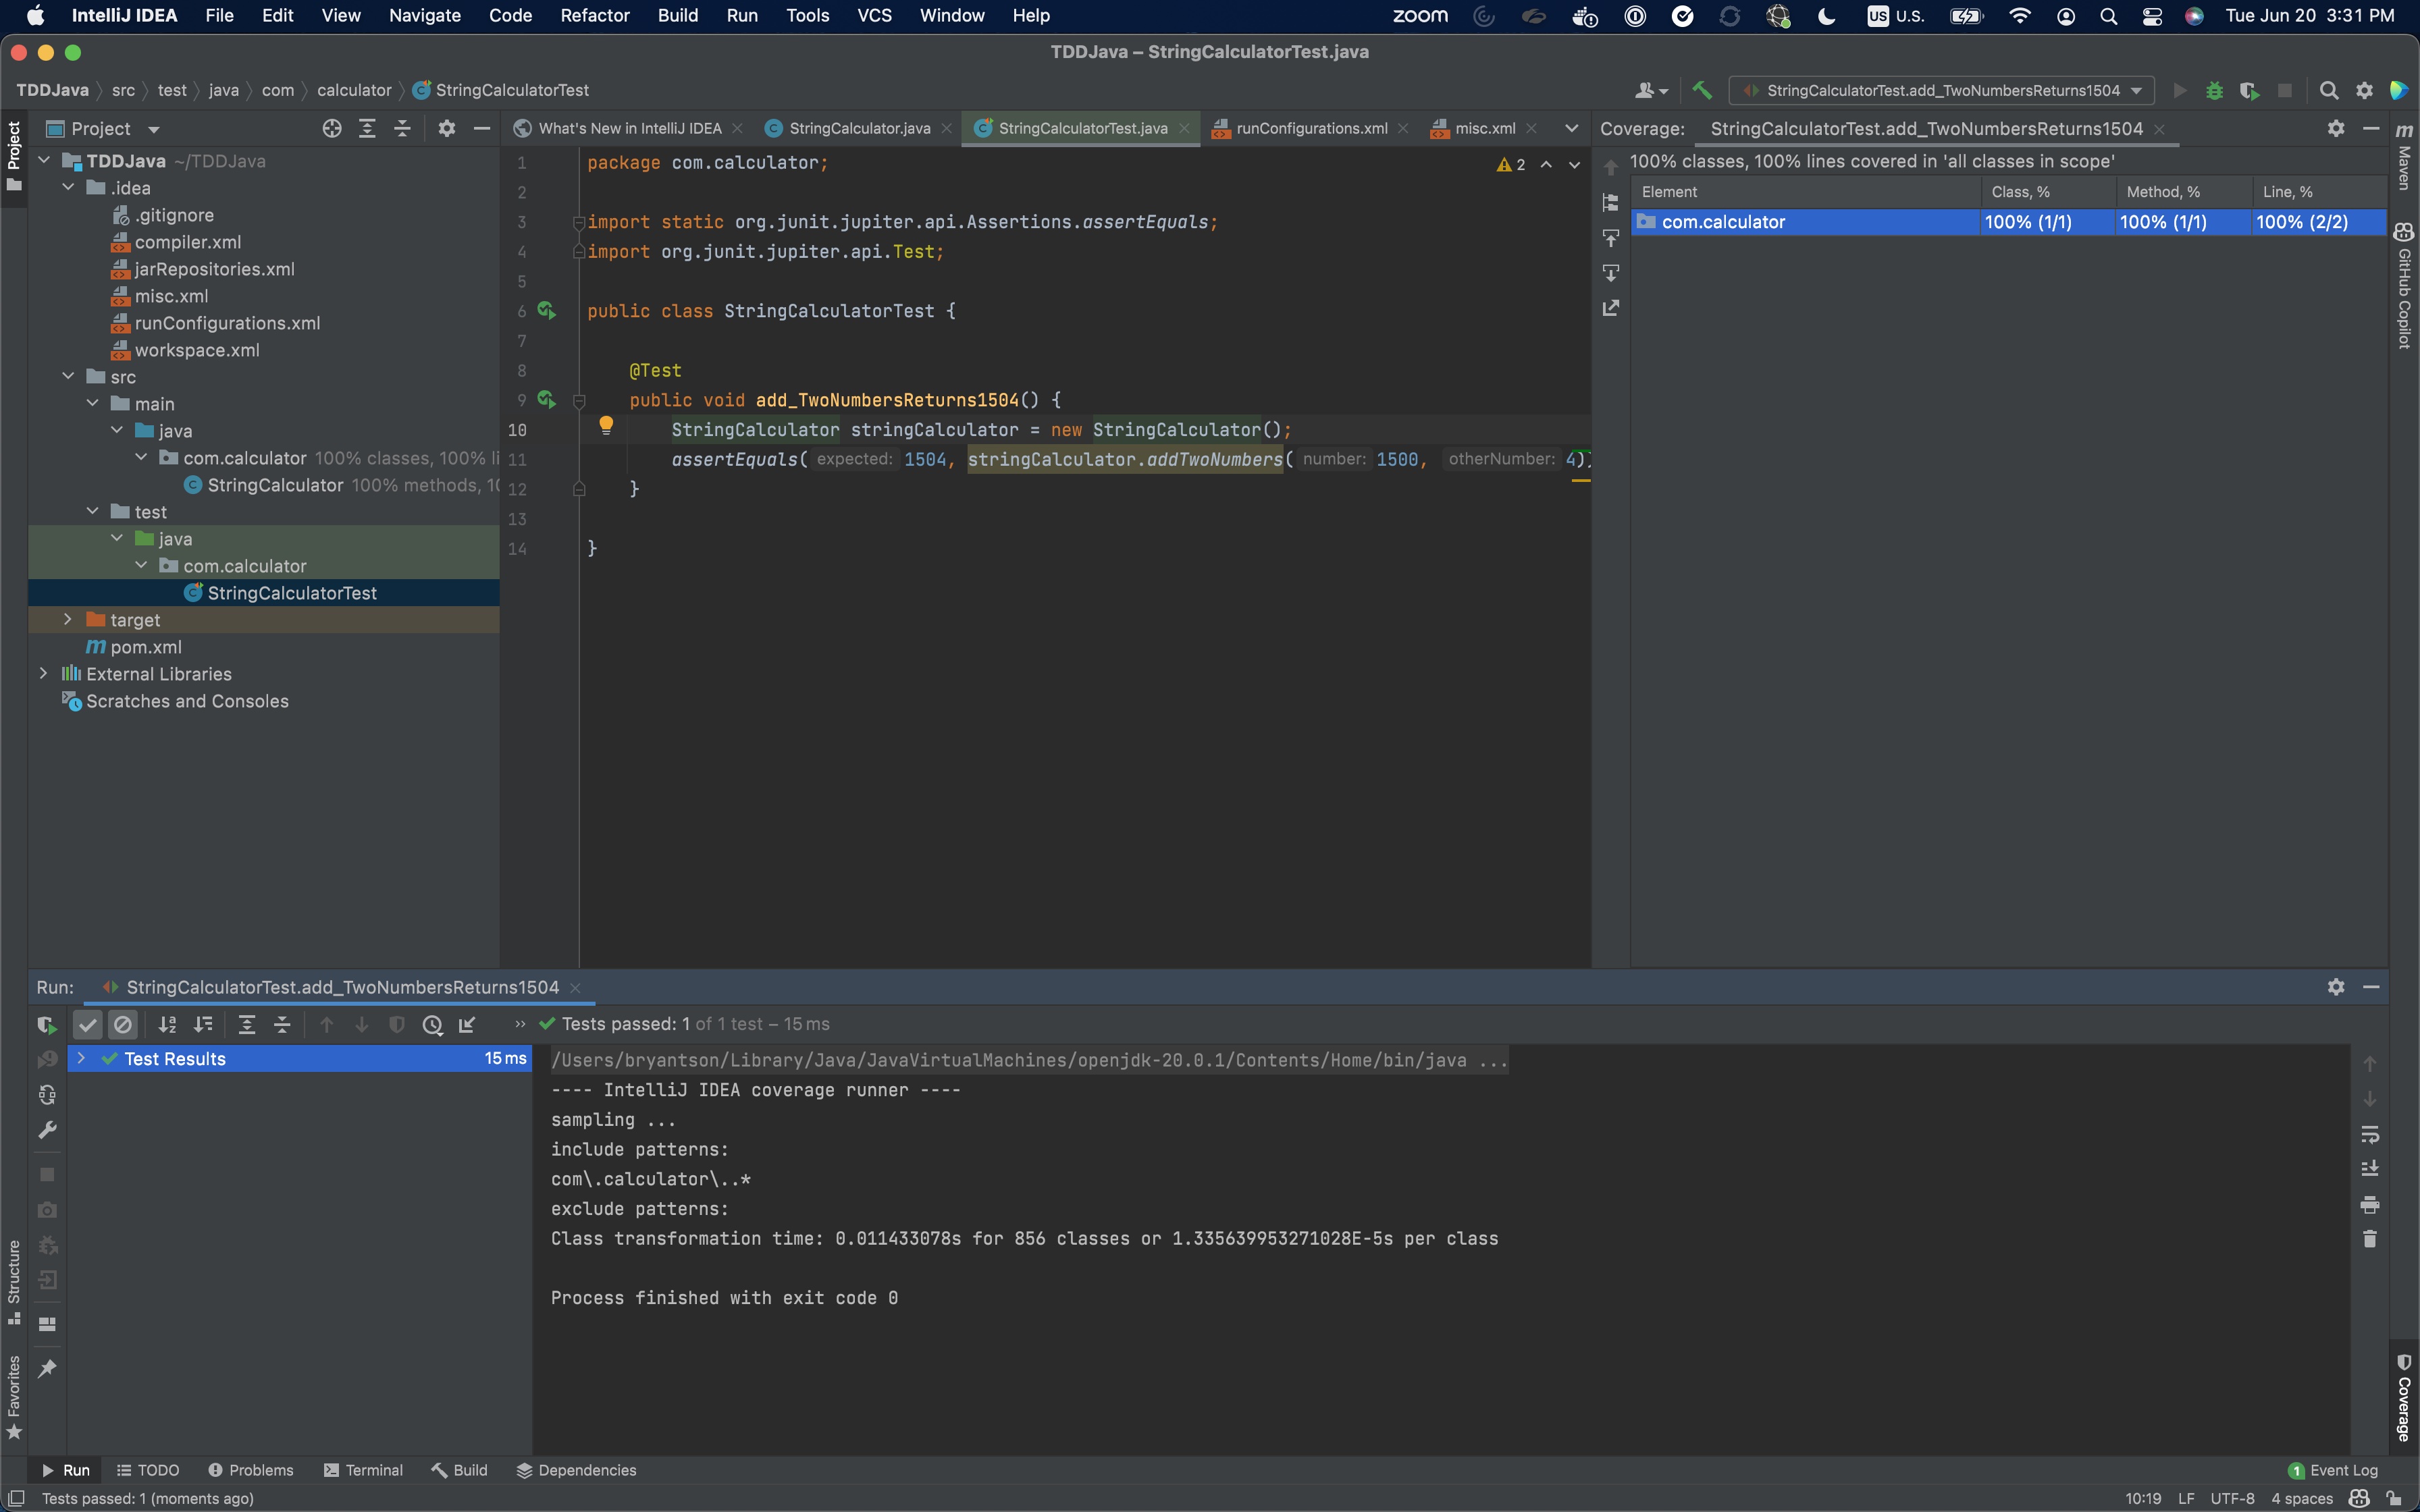 IntelliJ IDEA File Edit View Navigate Code Refactor Build Run Tools VCS Window Help zoom US U.S. Tue Jun 20 3:31 PM
TDDJava – StringCalculatorTest.java
TDDJava src test java com calculator StringCalculatorTest StringCalculatorTest.add_TwoNumbersReturns1504
Project
Project
TDDJava ~/TDDJava
.idea
.gitignore
compiler.xml
jarRepositories.xml
misc.xml
runConfigurations.xml
workspace.xml
src
main
java
com.calculator 100% classes, 100% li
StringCalculator 100% methods, 10
test
java
com.calculator
StringCalculatorTest
target
pom.xml
External Libraries
Scratches and Consoles
What's New in IntelliJ IDEA StringCalculator.java StringCalculatorTest.java runConfigurations.xml misc.xml
2
1 package com.calculator;
2
3 import static org.junit.jupiter.api.Assertions.assertEquals;
4 import org.junit.jupiter.api.Test;
5
6 public class StringCalculatorTest {
7
8 @Test
9 public void add_TwoNumbersReturns1504() {
10 StringCalculator stringCalculator = new StringCalculator();
11 assertEquals( expected: 1504, stringCalculator.addTwoNumbers( number: 1500, otherNumber: 4));
12 }
13
14 }
Coverage: StringCalculatorTest.add_TwoNumbersReturns1504
100% classes, 100% lines covered in 'all classes in scope'
Element Class, % Method, % Line, %
com.calculator 100% (1/1) 100% (1/1) 100% (2/2)
m
Maven
GitHub Copilot
Run: StringCalculatorTest.add_TwoNumbersReturns1504
Tests passed: 1 of 1 test – 15 ms
Test Results 15 ms
/Users/bryantson/Library/Java/JavaVirtualMachines/openjdk-20.0.1/Contents/Home/bin/java ...
---- IntelliJ IDEA coverage runner ----
sampling ...
include patterns:
com\.calculator\..*
exclude patterns:
Class transformation time: 0.011433078s for 856 classes or 1.335639953271028E-5s per class
Process finished with exit code 0
Structure
Favorites
Coverage
Run TODO Problems Terminal Build Dependencies 1 Event Log
Tests passed: 1 (moments ago) 10:19 LF UTF-8 4 spaces